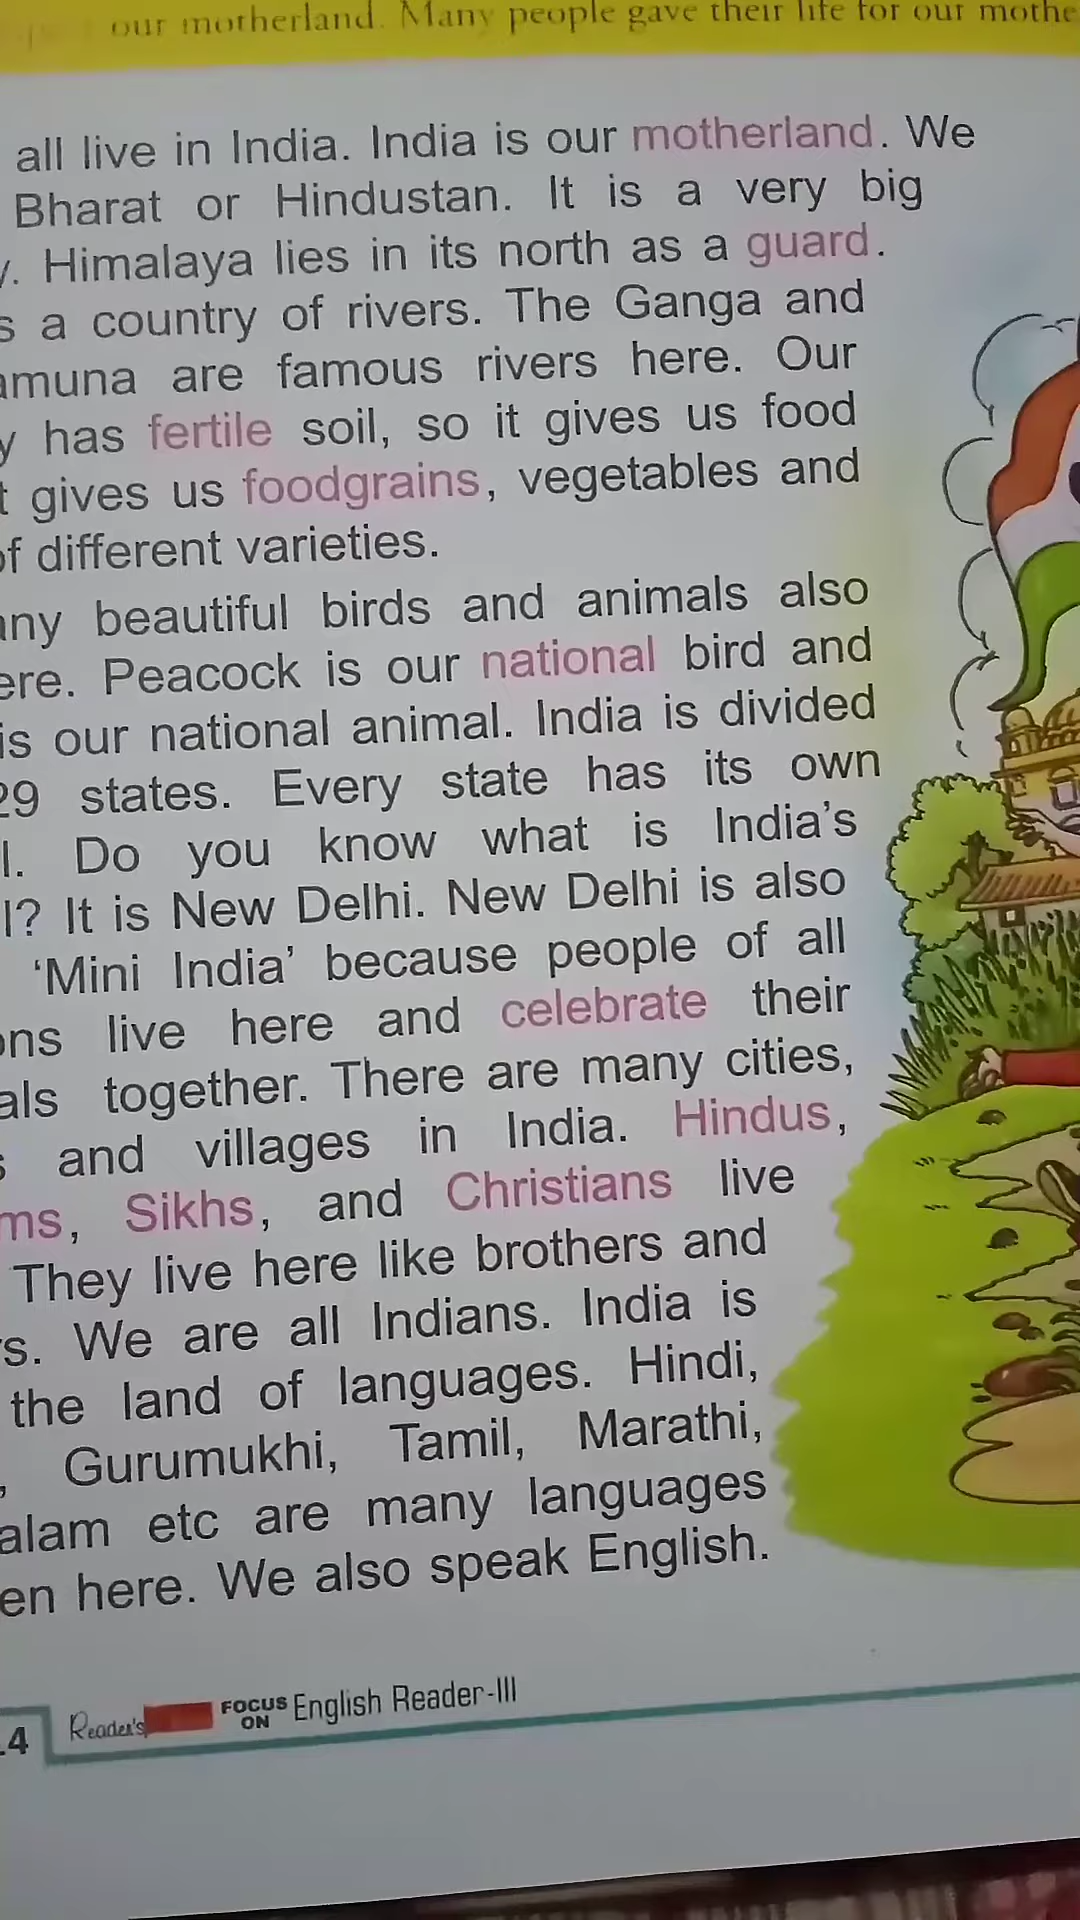 our motherland. Many people gave their life for our mothe
all live in India. India is our motherland. We
Bharat or Hindustan. It is a very big
y. Himalaya lies in its north as a guard.
s a country of rivers. The Ganga and
amuna are famous rivers here. Our
y has fertile soil, so it gives us food
t gives us foodgrains, vegetables and
of different varieties.
any beautiful birds and animals also
ere. Peacock is our national bird and
is our national animal. India is divided
29 states. Every state has its own
l. Do you know what is India's
l? It is New Delhi. New Delhi is also
'Mini India' because people of all
ons live here and celebrate their
als together. There are many cities,
s and villages in India. Hindus,
ms, Sikhs, and Christians live
They live here like brothers and
rs. We are all Indians. India is
the land of languages. Hindi,
, Gurumukhi, Tamil, Marathi,
alam etc are many languages
en here. We also speak English.
4 Reader's FOCUS ON English Reader-III